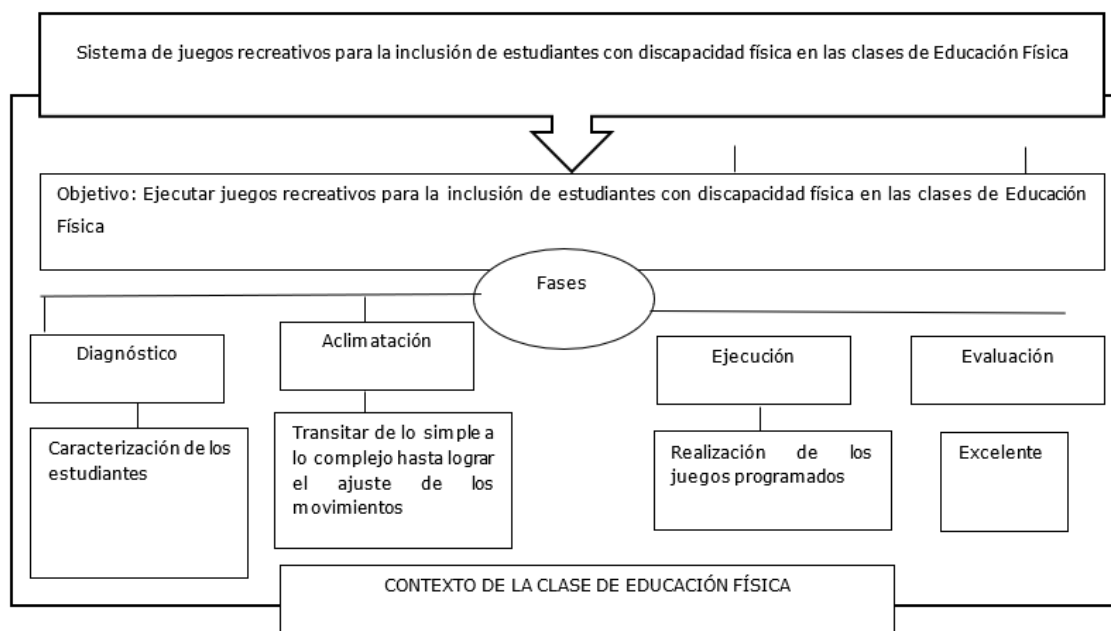 Sistema de juegos recreativos para la inclusión de estudiantes con discapacidad física en las clases de Educación Física
Objetivo: Ejecutar juegos recreativos para la inclusión de estudiantes con discapacidad física en las clases de Educación
Física
Fases
Diagnóstico
Aclimatación
Ejecución
Evaluación
Caracterización de los
estudiantes
Transitar de lo simple a
lo complejo hasta lograr
el ajuste de los
movimientos
Realización de los
juegos programados
Excelente
CONTEXTO DE LA CLASE DE EDUCACIÓN FÍSICA